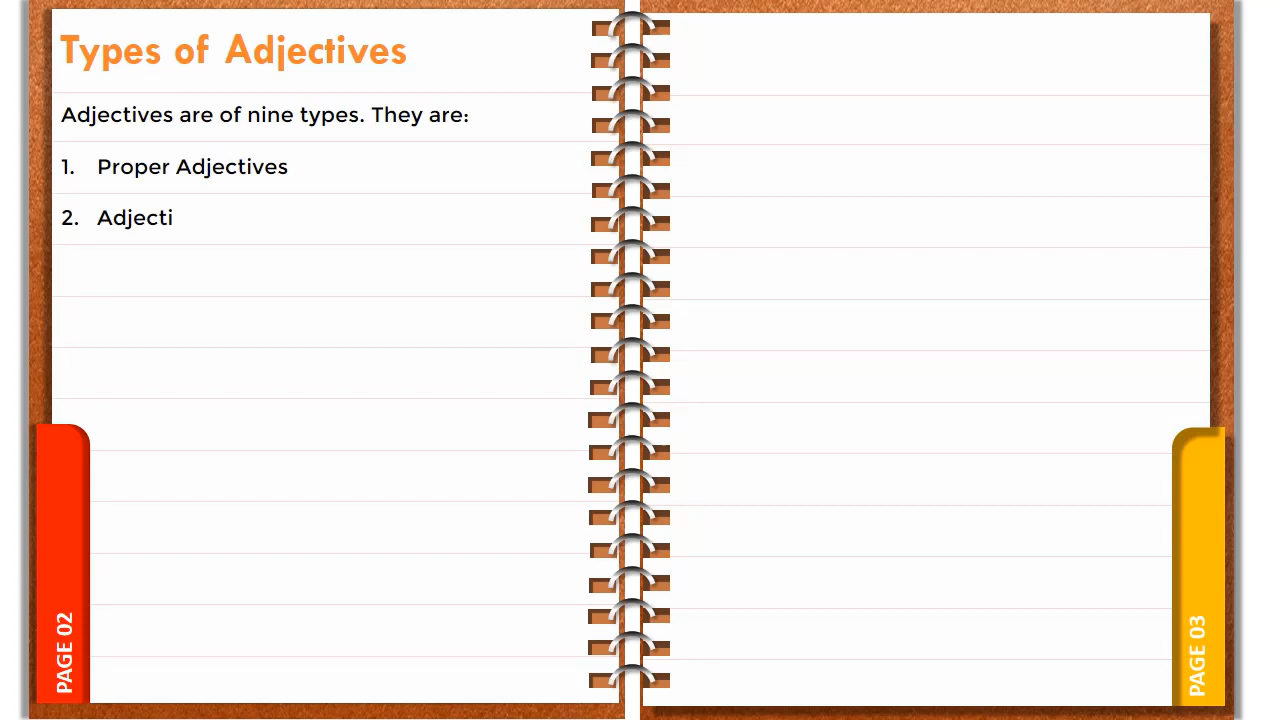 Types of Adjectives
Adjectives are of nine types. They are:
1. Proper Adjectives
2. Adjecti
PAGE 02
PAGE 03